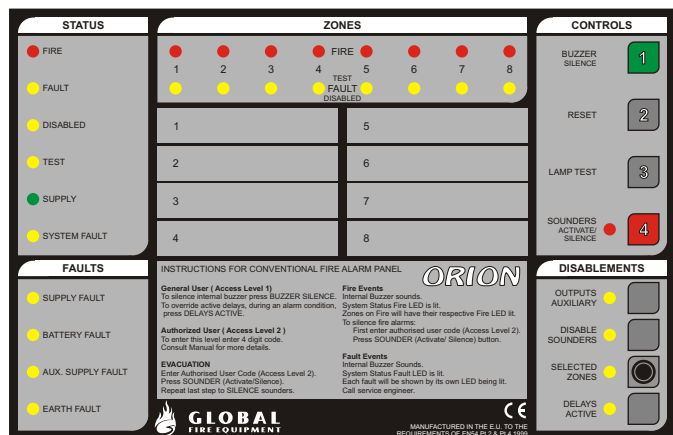 STATUS
FIRE
FAULT
DISABLED
TEST
SUPPLY
SYSTEM FAULT
ZONES
FIRE
1 2 3 4 5 6 7 8
TEST
FAULT
DISABLED
1
2
3
4
5
6
7
8
CONTROLS
BUZZER
SILENCE
1
RESET
2
LAMP TEST
3
SOUNDERS
ACTIVATE/
SILENCE
4
FAULTS
SUPPLY FAULT
BATTERY FAULT
AUX. SUPPLY FAULT
EARTH FAULT
INSTRUCTIONS FOR CONVENTIONAL FIRE ALARM PANEL
ORION
General User ( Access Level 1)
To silence internal buzzer press BUZZER SILENCE.
To override active delays, during an alarm condition,
press DELAYS ACTIVE.
Authorized User ( Access Level 2 )
To enter this level enter 4 digit code.
Consult Manual for more details.
EVACUATION
Enter Authorised User Code (Access Level 2).
Press SOUNDER (Activate/Silence).
Repeat last step to SILENCE sounders.
Fire Events
Internal Buzzer sounds.
System Status Fire LED is lit.
Zones on Fire will have their respective Fire LED lit.
To silence fire alarms:
First enter authorised user code (Access Level 2).
Press SOUNDER (Activate/ Silence) button.
Fault Events
Internal Buzzer Sounds.
System Status Fault LED is lit.
Each fault will be shown by its own LED being lit.
Call service engineer.
GLOBAL
FIRE EQUIPMENT
CE
MANUFACTURED IN THE E.U. TO THE
REQUIREMENTS OF EN54 Pt.2 & Pt.4 1999
DISABLEMENTS
OUTPUTS
AUXILIARY
DISABLE
SOUNDERS
SELECTED
ZONES
DELAYS
ACTIVE